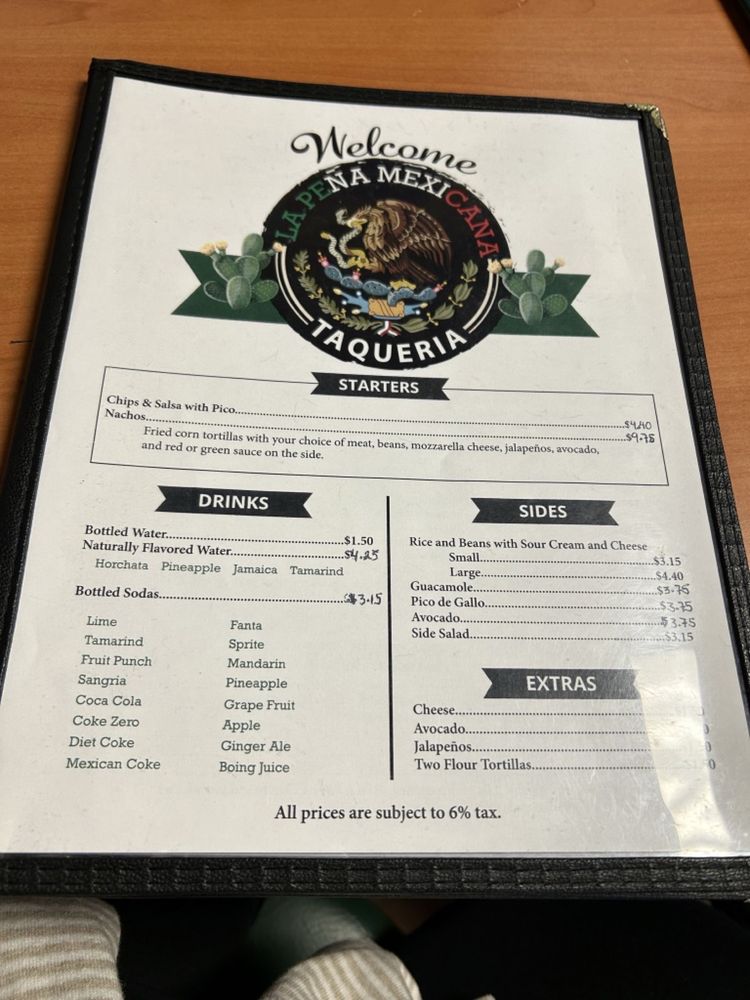 Welcome
LA PEÑA MEXICANA
TAQUERIA
STARTERS
Chips & Salsa with Pico..........$4.40
Nachos..........$9.75
Fried corn tortillas with your choice of meat, beans, mozzarella cheese, jalapeños, avocado,
and red or green sauce on the side.
DRINKS
Bottled Water..........$1.50
Naturally Flavored Water..........$4.25
Horchata Pineapple Jamaica Tamarind
Bottled Sodas..........$3.15
Lime
Tamarind
Fruit Punch
Sangria
Coca Cola
Coke Zero
Diet Coke
Mexican Coke
Fanta
Sprite
Mandarin
Pineapple
Grape Fruit
Apple
Ginger Ale
Boing Juice
SIDES
Rice and Beans with Sour Cream and Cheese
Small..........$3.15
Large..........$4.40
Guacamole..........$3.75
Pico de Gallo..........$3.75
Avocado..........$3.75
Side Salad..........$3.15
EXTRAS
Cheese..........
Avocado..........
Jalapeños..........
Two Flour Tortillas..........
All prices are subject to 6% tax.